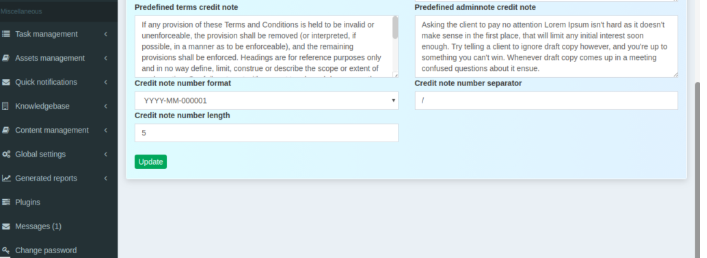 Miscellaneous
Task management
Assets management
Quick notifications
Knowledgebase
Content management
Global settings
Generated reports
Plugins
Messages (1)
Change password
Predefined terms credit note
If any provision of these Terms and Conditions is held to be invalid or
unenforceable, the provision shall be removed (or interpreted, if
possible, in a manner as to be enforceable), and the remaining
provisions shall be enforced. Headings are for reference purposes only
and in no way define, limit, construe or describe the scope or extent of
Predefined adminnote credit note
Asking the client to pay no attention Lorem Ipsum isn't hard as it doesn't
make sense in the first place, that will limit any initial interest soon
enough. Try telling a client to ignore draft copy however, and you're up to
something you can't win. Whenever draft copy comes up in a meeting
confused questions about it ensue.
Credit note number format
YYYY-MM-000001
Credit note number separator
/
Credit note number length
5
Update